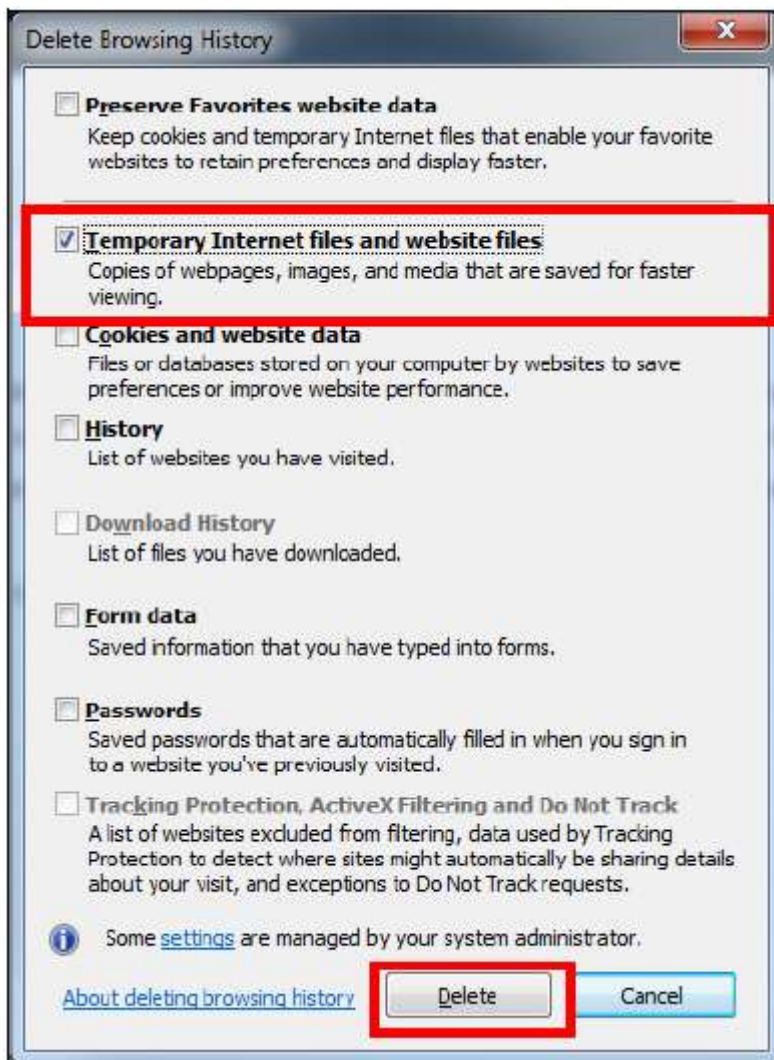 Delete Browsing History
X
Preserve Favorites website data
Keep cookies and temporary Internet files that enable your favorite
websites to retain preferences and display faster.
Temporary Internet files and website files
Copies of webpages, images, and media that are saved for faster
viewing.
Cookies and website data
Files or databases stored on your computer by websites to save
preferences or improve website performance.
History
List of websites you have visited.
Download History
List of files you have downloaded.
Form data
Saved information that you have typed into forms.
Passwords
Saved passwords that are automatically filled in when you sign in
to a website you've previously visited.
Tracking Protection, ActiveX Filtering and Do Not Track
A list of websites excluded from filtering, data used by Tracking
Protection to detect where sites might automatically be sharing details
about your visit, and exceptions to Do Not Track requests.
Some settings are managed by your system administrator.
About deleting browsing history
Delete
Cancel